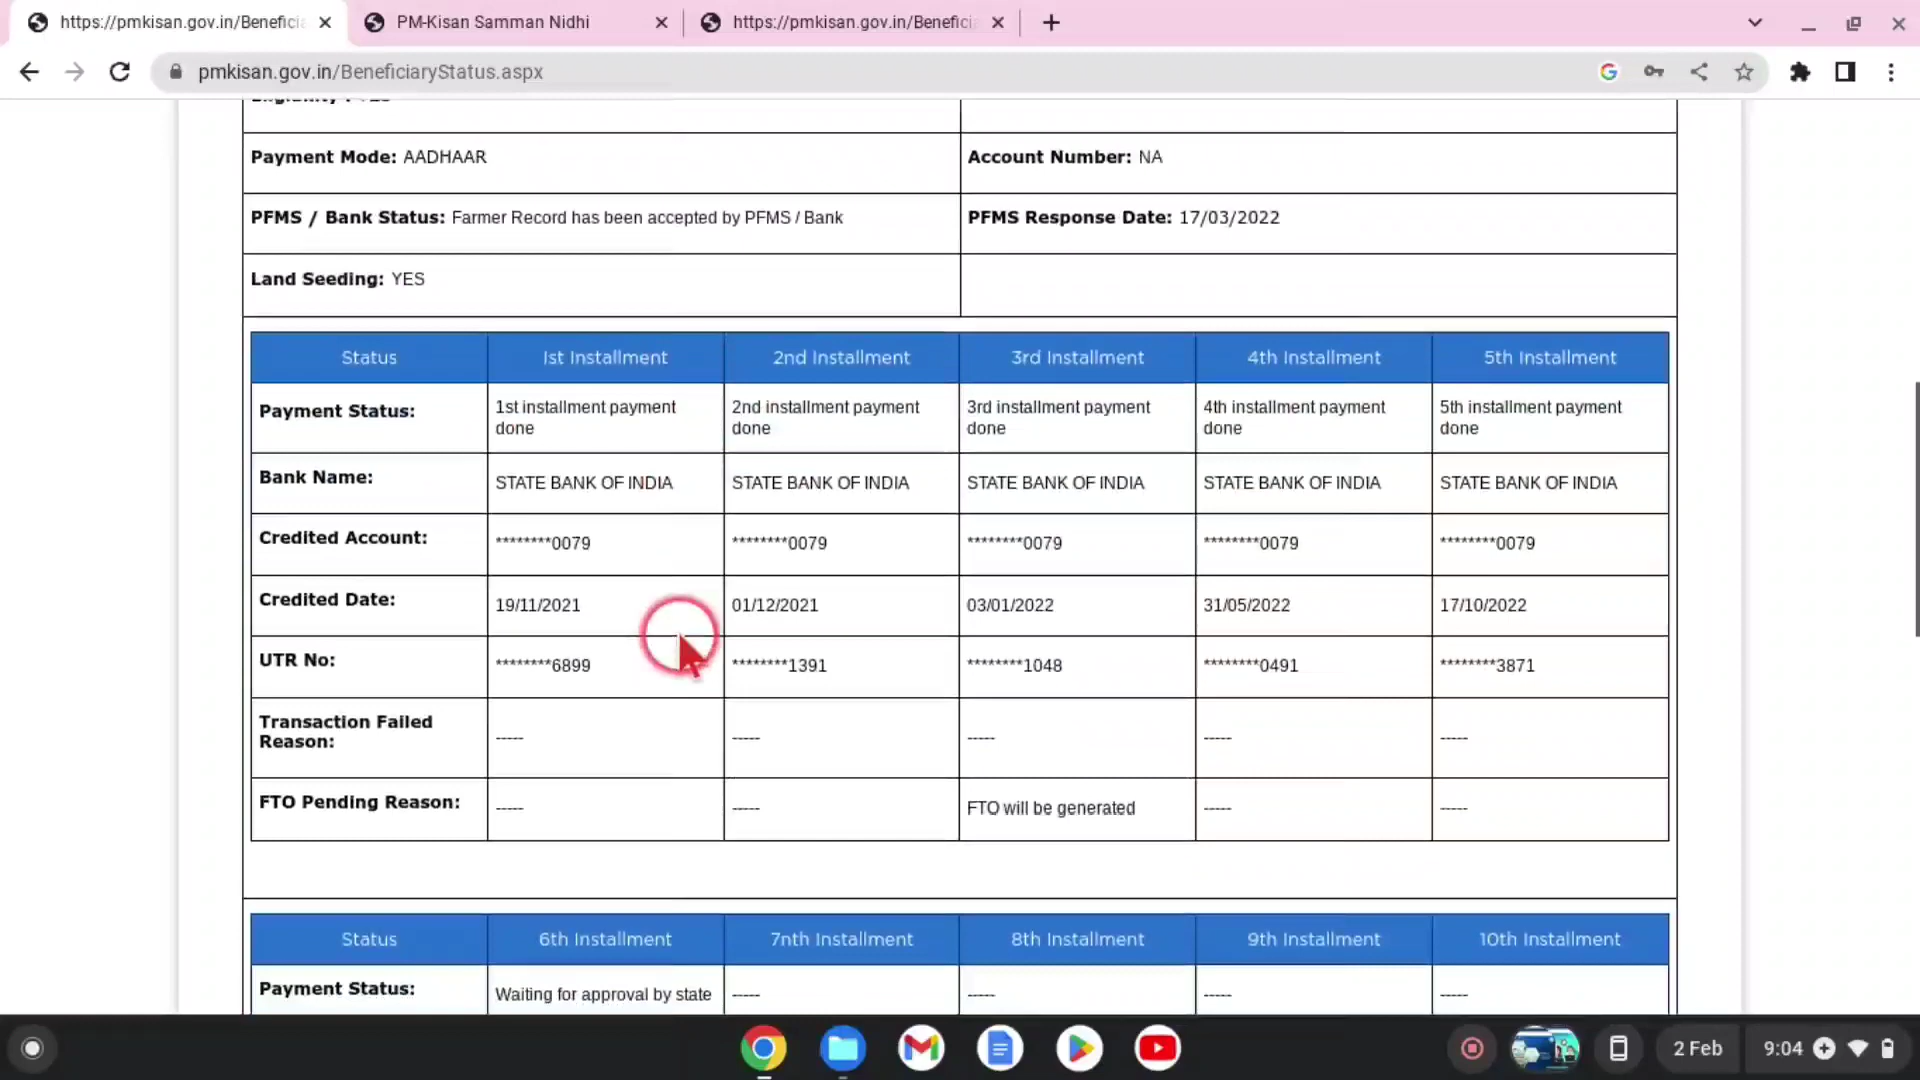 https://pmkisan.gov.in/Beneficia
PM-Kisan Samman Nidhi
https://pmkisan.gov.in/Beneficia
pmkisan.gov.in/BeneficiaryStatus.aspx
Payment Mode: AADHAAR
Account Number: NA
PFMS / Bank Status: Farmer Record has been accepted by PFMS / Bank
PFMS Response Date: 17/03/2022
Land Seeding: YES
Status 1st Installment 2nd Installment 3rd Installment 4th Installment 5th Installment
Payment Status: 1st installment payment done 2nd installment payment done 3rd installment payment done 4th installment payment done 5th installment payment done
Bank Name: STATE BANK OF INDIA STATE BANK OF INDIA STATE BANK OF INDIA STATE BANK OF INDIA STATE BANK OF INDIA
Credited Account: ********0079 ********0079 ********0079 ********0079 ********0079
Credited Date: 19/11/2021 01/12/2021 03/01/2022 31/05/2022 17/10/2022
UTR No: ********6899 ********1391 ********1048 ********0491 ********3871
Transaction Failed Reason: ----- ----- ----- ----- -----
FTO Pending Reason: ----- ----- FTO will be generated ----- -----
Status 6th Installment 7nth Installment 8th Installment 9th Installment 10th Installment
Payment Status: Waiting for approval by state ----- ----- ----- -----
2 Feb
9:04